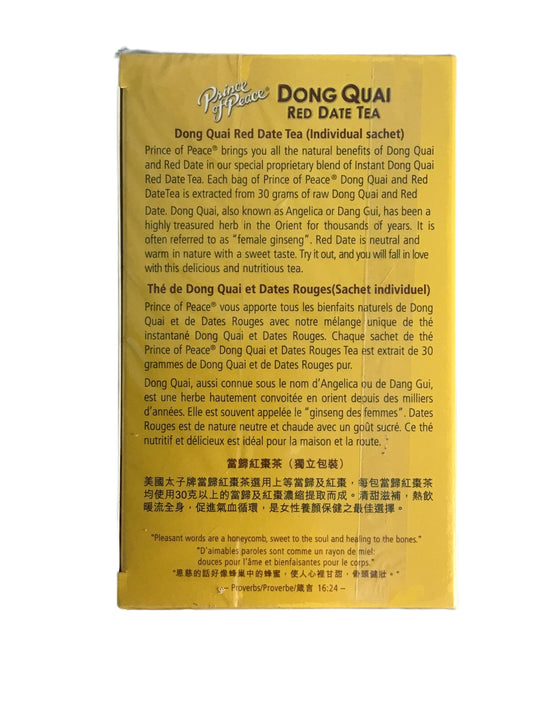 Prince of Peace® DONG QUAI
RED DATE TEA
Dong Quai Red Date Tea (Individual sachet)
Prince of Peace® brings you all the natural benefits of Dong Quai
and Red Date in our special proprietary blend of Instant Dong Quai
Red Date Tea. Each bag of Prince of Peace® Dong Quai and Red
DateTea is extracted from 30 grams of raw Dong Quai and Red
Date. Dong Quai, also known as Angelica or Dang Gui, has been a
highly treasured herb in the Orient for thousands of years. It is
often referred to as "female ginseng". Red Date is neutral and
warm in nature with a sweet taste. Try it out, and you will fall in love
with this delicious and nutritious tea.
Thé de Dong Quai et Dates Rouges(Sachet individuel)
Prince of Peace® vous apporte tous les bienfaits naturels de Dong
Quai et de Dates Rouges avec notre mélange unique de thé
instantané Dong Quai et Dates Rouges. Chaque sachet de thé
Prince of Peace® Dong Quai et Dates Rouges Tea est extrait de 30
grammes de Dong Quai et de Dates Rouges pur.
Dong Quai, aussi connue sous le nom d'Angelica ou de Dang Gui,
est une herbe hautement convoitée en orient depuis des milliers
d'années. Elle est souvent appelée le "ginseng des femmes". Dates
Rouges est de nature neutre et chaude avec un goût sucré. Ce thé
nutritif et délicieux est idéal pour la maison et la route.
當歸紅棗茶（獨立包裝）
美國太子牌當歸紅棗茶選用上等當歸及紅棗，每包當歸紅棗茶
均使用30克以上的當歸及紅棗濃縮提取而成。清甜滋補，熱飲
暖流全身，促進氣血循環，是女性養顏保健之最佳選擇。
"Pleasant words are a honeycomb, sweet to the soul and healing to the bones."
"D'aimables paroles sont comme un rayon de miel:
douces pour l'âme et bienfaisantes pour le corps."
"恩慈的話好像蜂巢中的蜂蜜，使人心裡甘甜，骨頭健壯。"
– Proverbs/Proverbe/箴言 16:24 –